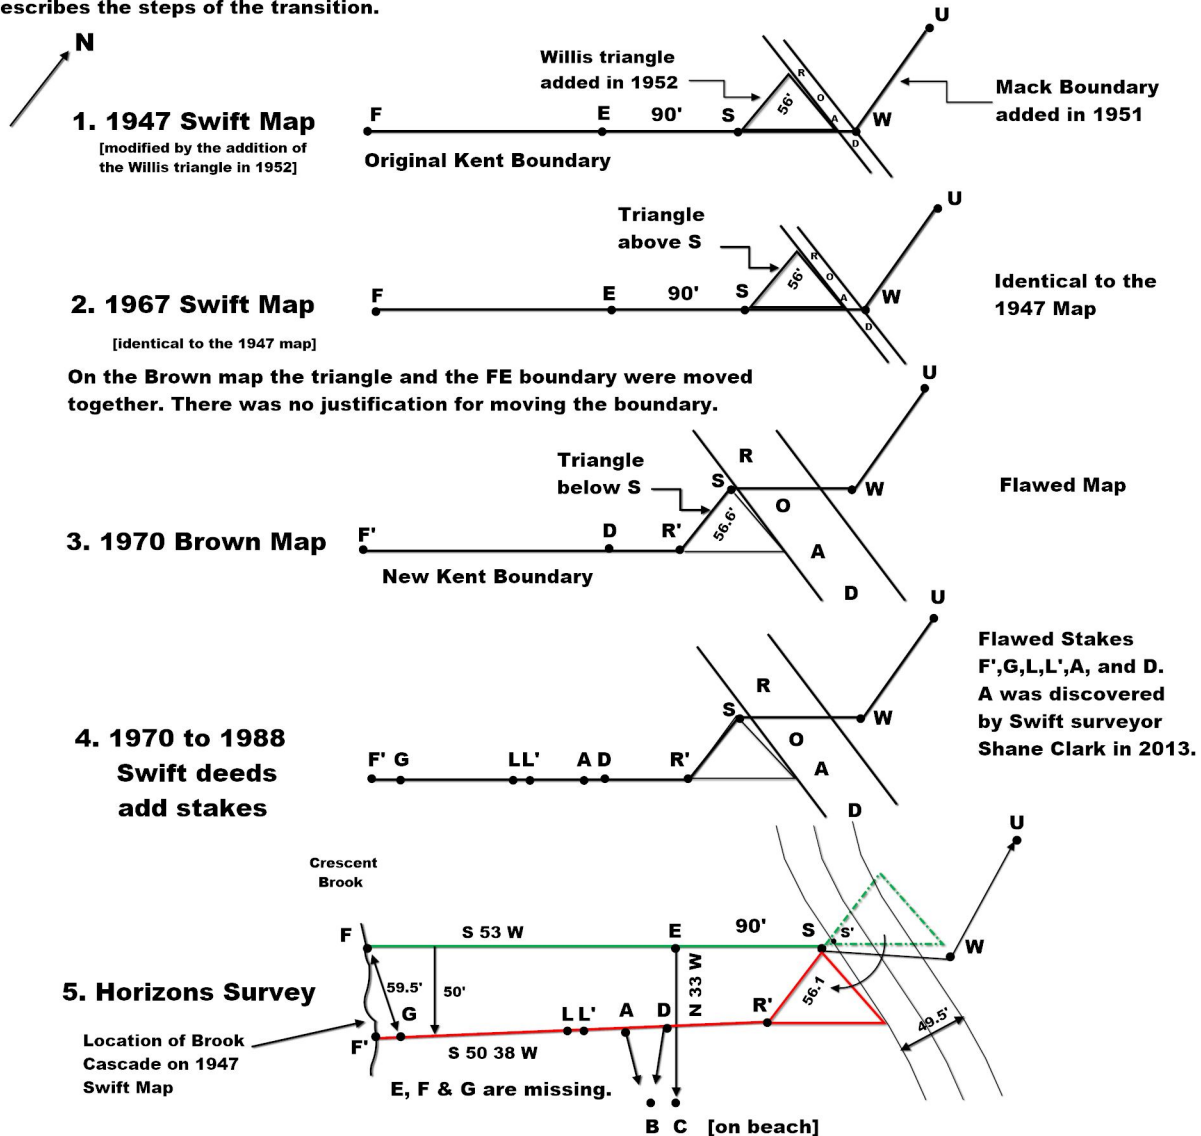 escribes the steps of the transition.
N
U
Willis triangle
added in 1952
Mack Boundary
added in 1951
1. 1947 Swift Map
[modified by the addition of
the Willis triangle in 1952]
F
E
90'
S
56'
R
O
A
D
W
Original Kent Boundary
U
Triangle
above S
Identical to the
1947 Map
2. 1967 Swift Map
[identical to the 1947 map]
F
E
90'
S
56'
R
O
A
D
W
On the Brown map the triangle and the FE boundary were moved
together. There was no justification for moving the boundary.
U
Triangle
below S
Flawed Map
3. 1970 Brown Map
F'
D
R'
S
56.6'
R
O
A
D
W
New Kent Boundary
U
Flawed Stakes
F',G,L,L',A, and D.
A was discovered
by Swift surveyor
Shane Clark in 2013.
4. 1970 to 1988
Swift deeds
add stakes
F' G
LL'
A D
R'
S
R
O
A
D
W
U
Crescent
Brook
F
S 53 W
E
90'
S
S'
W
5. Horizons Survey
59.5'
50'
N 33 W
56.1
49.5'
G
L L'
A
D
R'
F'
S 50 38 W
Location of Brook
Cascade on 1947
Swift Map
E, F & G are missing.
B C [on beach]